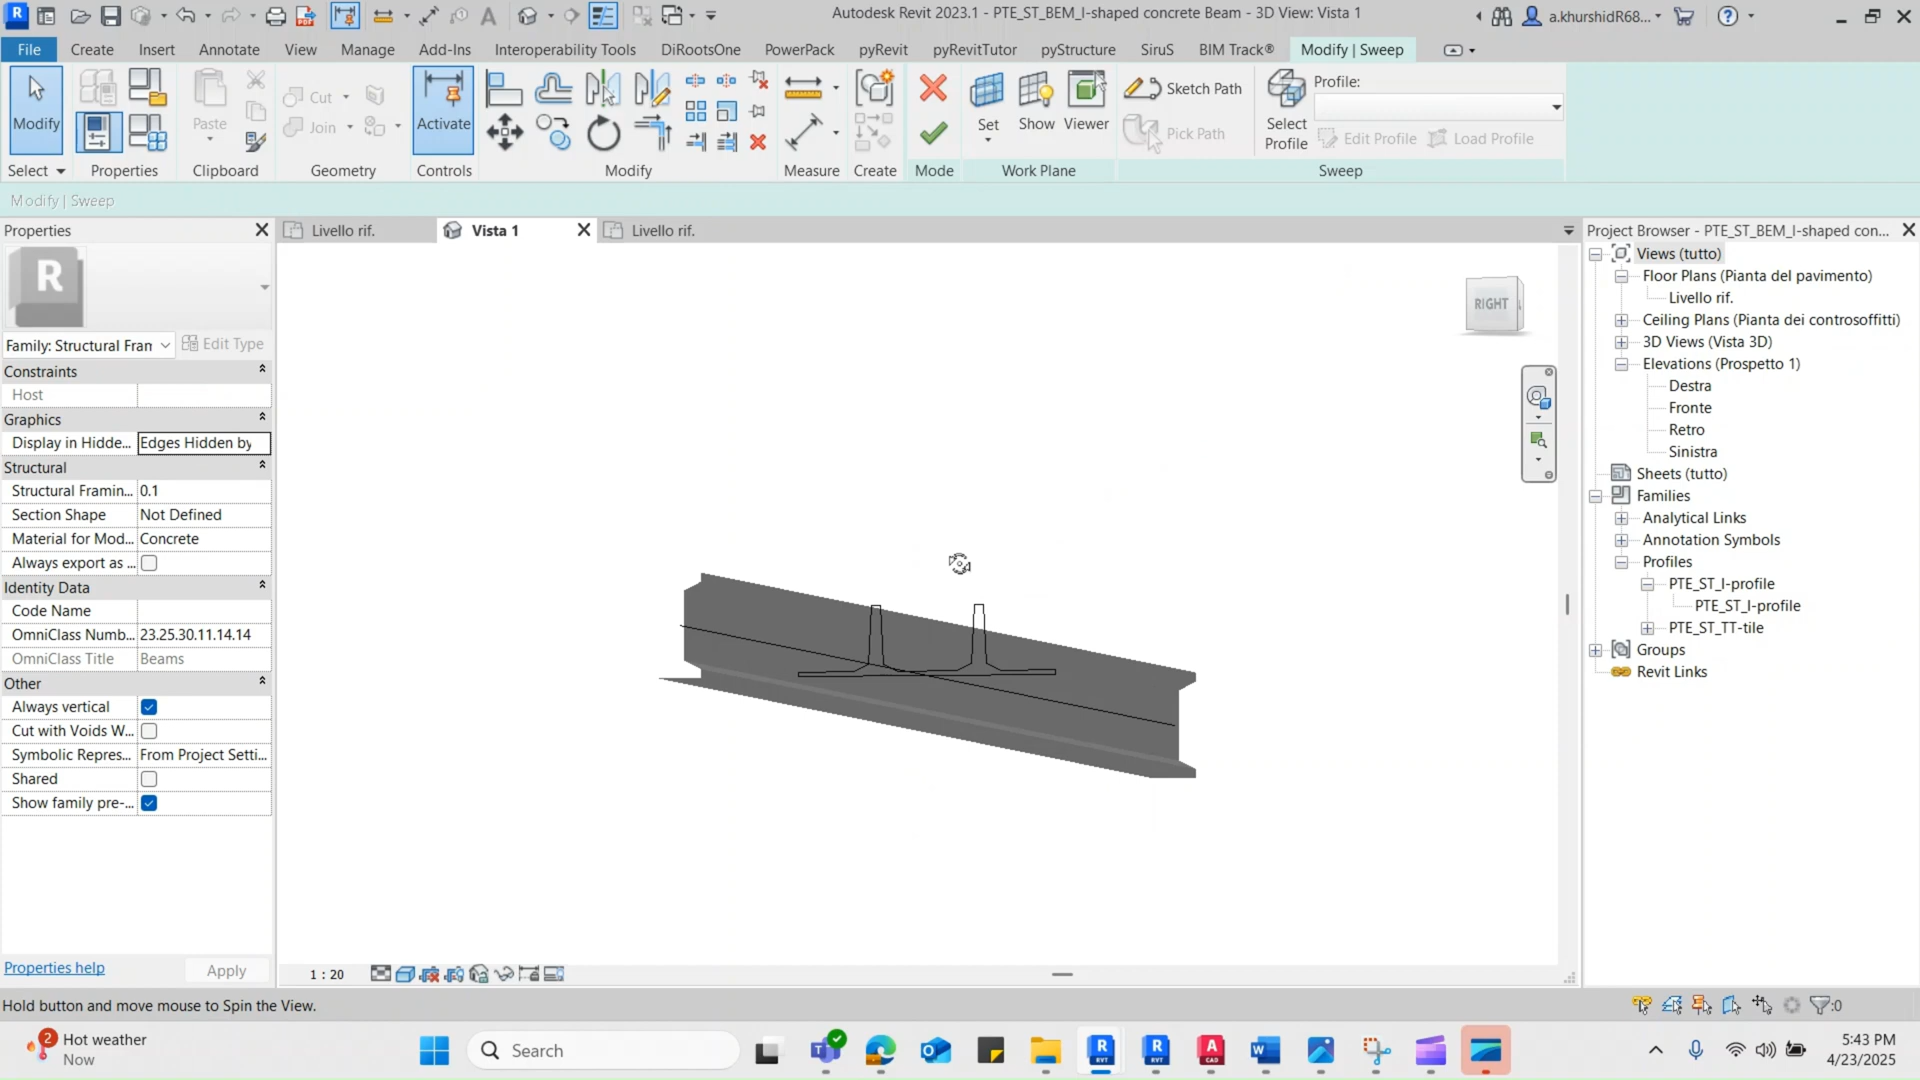 Autodesk Revit 2023.1 - PTE_ST_BEM_I-shaped concrete Beam - 3D View: Vista 1
a.khurshidR68...
File Create Insert Annotate View Manage Add-Ins Interoperability Tools DiRootsOne PowerPack pyRevit pyRevitTutor pyStructure SiruS BIM Track® Modify | Sweep
Modify
Paste
Cut
Join
Activate
Set
Show
Viewer
Sketch Path
Pick Path
Select
Profile
Profile:
Edit Profile
Load Profile
Select Properties Clipboard Geometry Controls Modify Measure Create Mode Work Plane Sweep
Modify | Sweep
Properties
Livello rif.
Vista 1
Livello rif.
R
Family: Structural Fran
Edit Type
Constraints
Host
Graphics
Display in Hidde... Edges Hidden by
Structural
Structural Framin... 0.1
Section Shape Not Defined
Material for Mod... Concrete
Always export as ...
Identity Data
Code Name
OmniClass Numb... 23.25.30.11.14.14
OmniClass Title Beams
Other
Always vertical
Cut with Voids W...
Symbolic Repres... From Project Setti...
Shared
Show family pre-...
Properties help
Apply
RIGHT
1 : 20
Project Browser - PTE_ST_BEM_I-shaped con...
Views (tutto)
Floor Plans (Pianta del pavimento)
Livello rif.
Ceiling Plans (Pianta dei controsoffitti)
3D Views (Vista 3D)
Elevations (Prospetto 1)
Destra
Fronte
Retro
Sinistra
Sheets (tutto)
Families
Analytical Links
Annotation Symbols
Profiles
PTE_ST_I-profile
PTE_ST_I-profile
PTE_ST_TT-tile
Groups
Revit Links
Hold button and move mouse to Spin the View.
:0
2
Hot weather
Now
Search
5:43 PM
4/23/2025